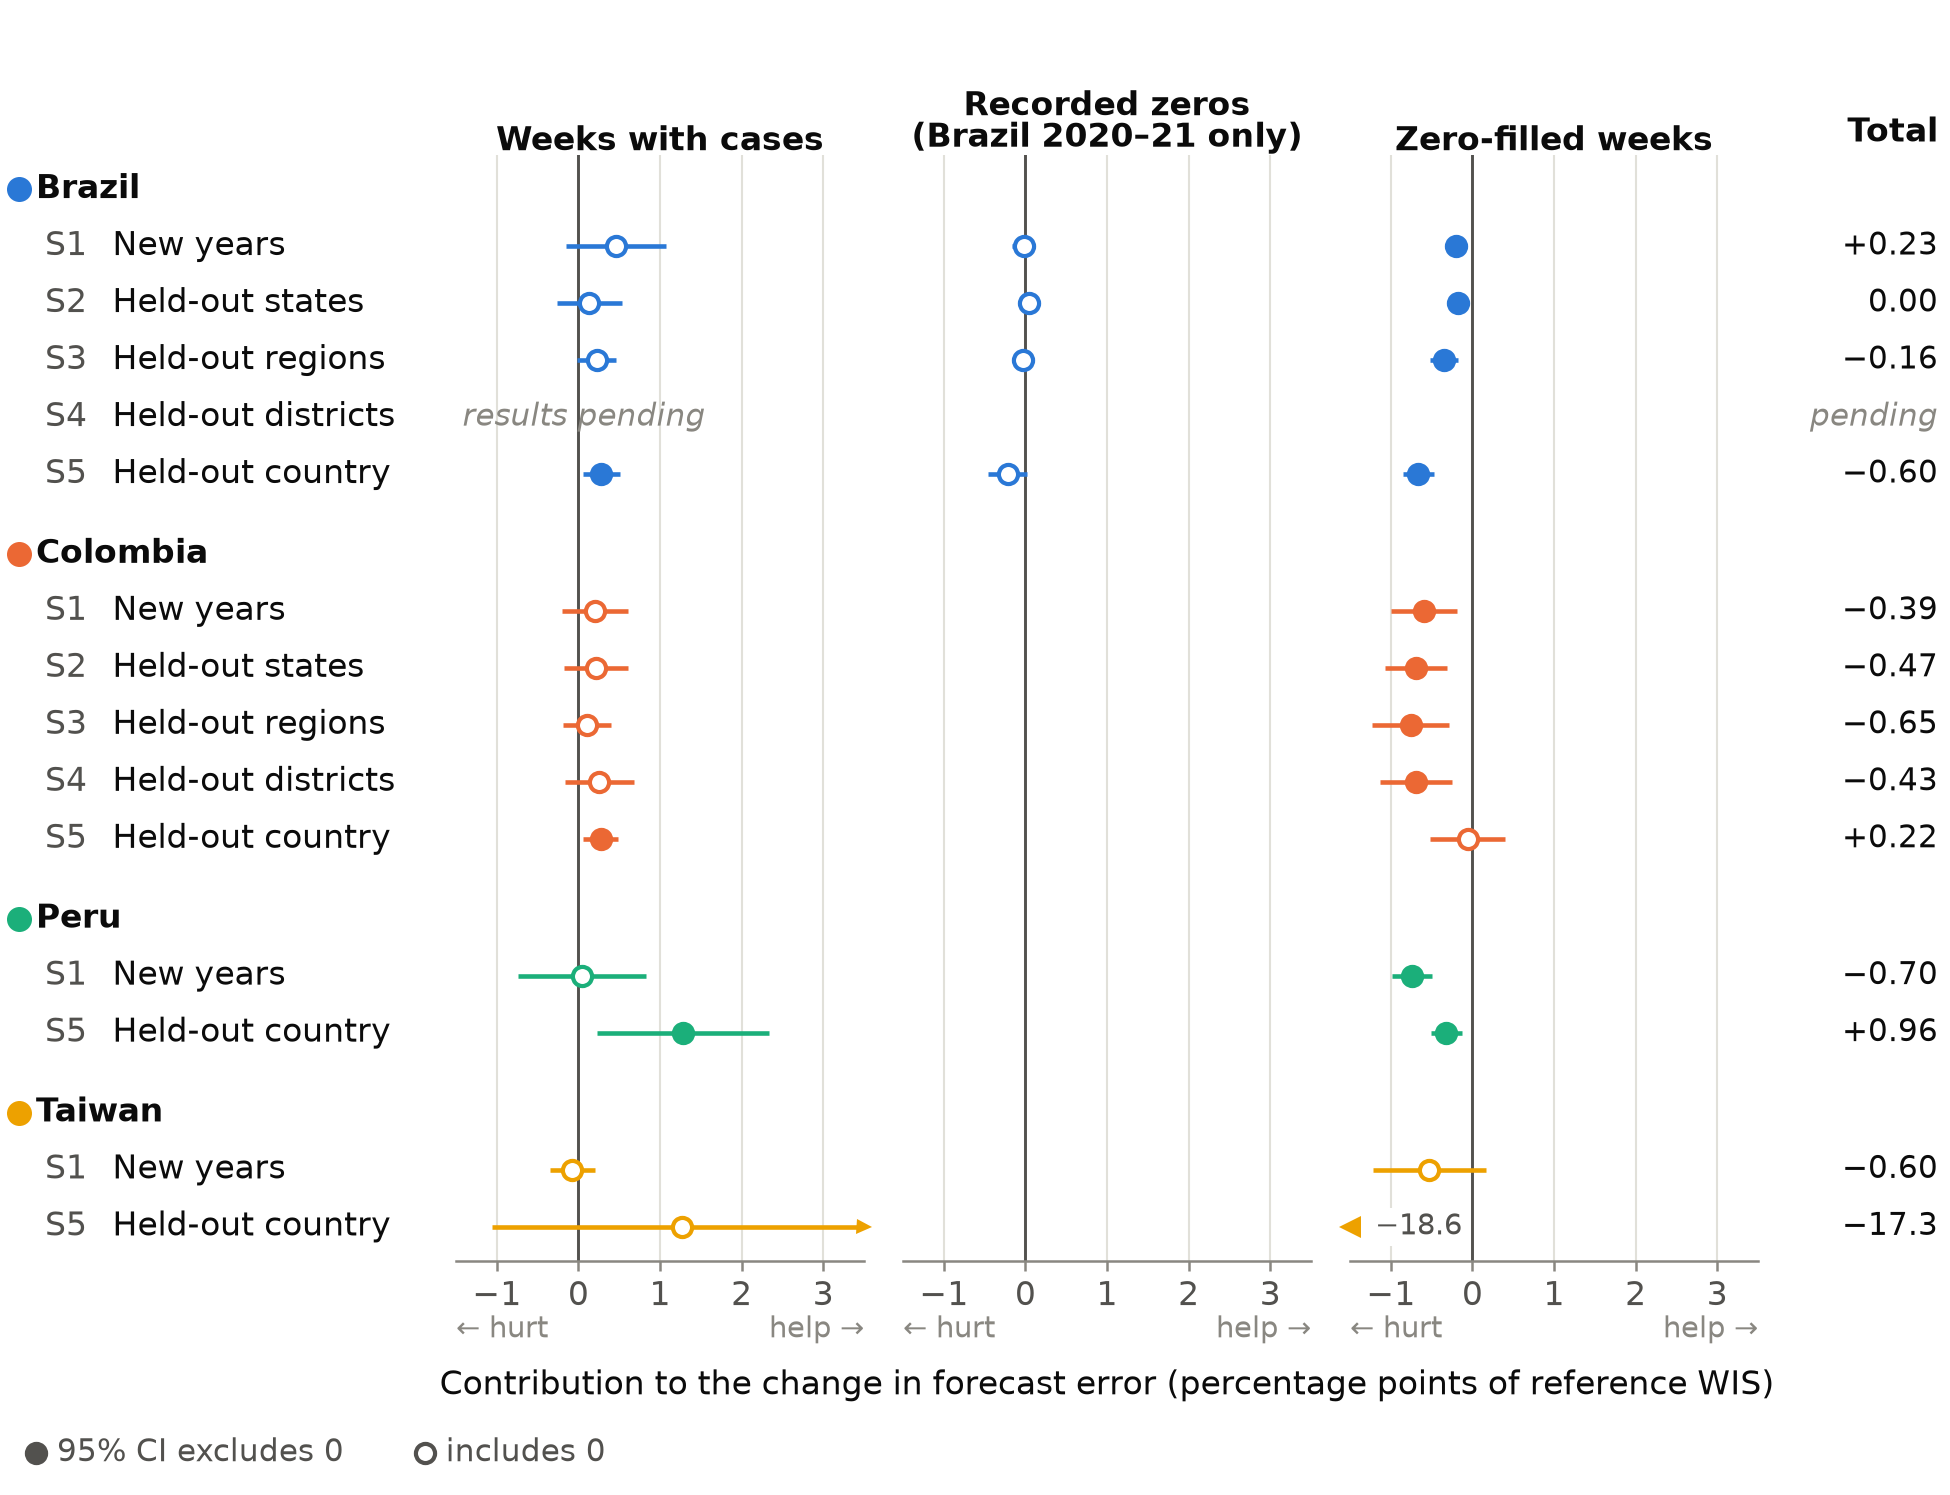 Weeks with cases
Recorded zeros
(Brazil 2020–21 only)
Zero-filled weeks
Total
Brazil
S1 New years +0.23
S2 Held-out states 0.00
S3 Held-out regions −0.16
S4 Held-out districts results pending pending
S5 Held-out country −0.60
Colombia
S1 New years −0.39
S2 Held-out states −0.47
S3 Held-out regions −0.65
S4 Held-out districts −0.43
S5 Held-out country +0.22
Peru
S1 New years −0.70
S5 Held-out country +0.96
Taiwan
S1 New years −0.60
S5 Held-out country −18.6 −17.3
−1 0 1 2 3 −1 0 1 2 3 −1 0 1 2 3
← hurt help → ← hurt help → ← hurt help →
Contribution to the change in forecast error (percentage points of reference WIS)
95% CI excludes 0 includes 0